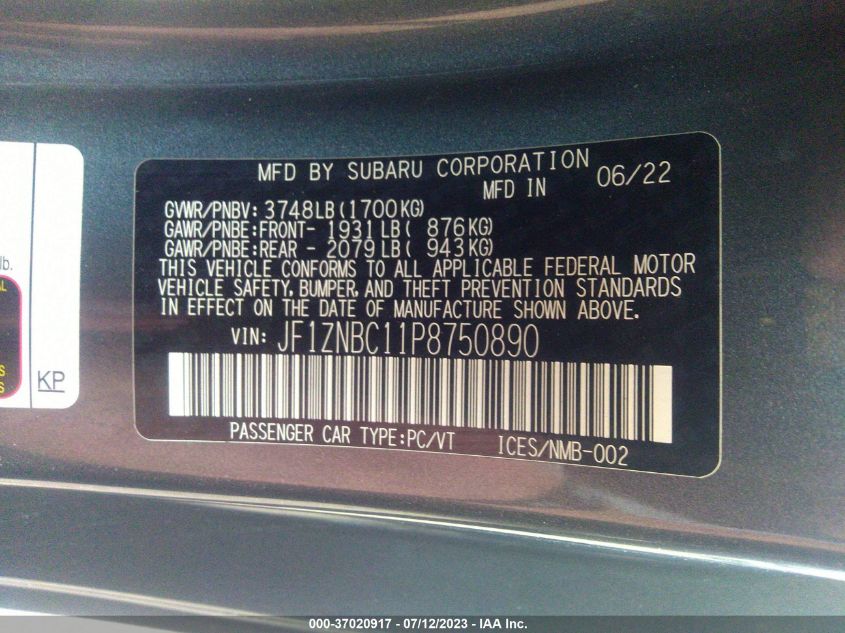 MFD BY SUBARU CORPORATION
MFD IN 06/22
GVWR/PNBV: 3748LB(1700KG)
GAWR/PNBE:FRONT- 1931LB( 876KG)
GAWR/PNBE:REAR - 2079LB( 943KG)
THIS VEHICLE CONFORMS TO ALL APPLICABLE FEDERAL MOTOR
VEHICLE SAFETY, BUMPER, AND THEFT PREVENTION STANDARDS
IN EFFECT ON THE DATE OF MANUFACTURE SHOWN ABOVE.
VIN: JF1ZNBC11P8750890
PASSENGER CAR TYPE:PC/VT ICES/NMB-002
lb.
KP
000-37020917 - 07/12/2023 - IAA Inc.